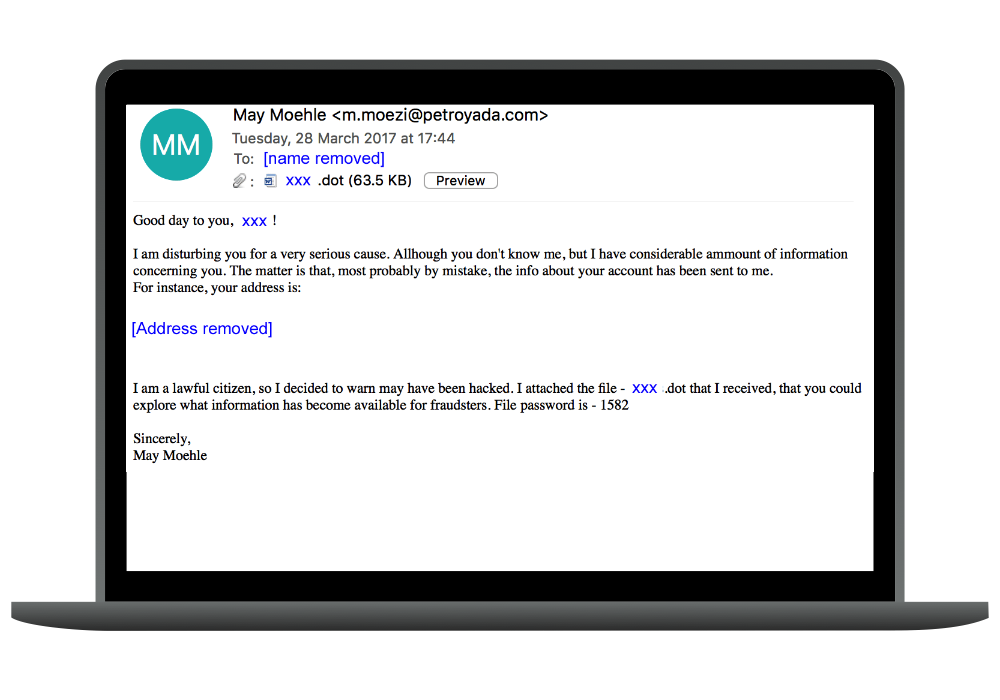 MM
May Moehle <m.moezi@petroyada.com>
Tuesday, 28 March 2017 at 17:44
To: [name removed]
: xxx .dot (63.5 KB) Preview
Good day to you, xxx !
I am disturbing you for a very serious cause. Allhough you don't know me, but I have considerable ammount of information
concerning you. The matter is that, most probably by mistake, the info about your account has been sent to me.
For instance, your address is:
[Address removed]
I am a lawful citizen, so I decided to warn may have been hacked. I attached the file - xxx .dot that I received, that you could
explore what information has become available for fraudsters. File password is - 1582
Sincerely,
May Moehle